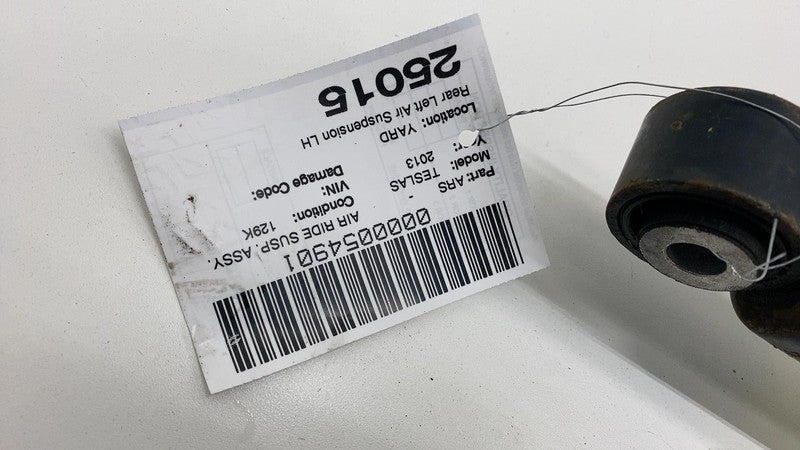 0000054901
Part: ARS - AIR RIDE SUSP. ASSY
Model: TESLAS Condition: 129K
Year: 2013 VIN:
Location: YARD Damage Code:
Rear Left Air Suspension LH
25015